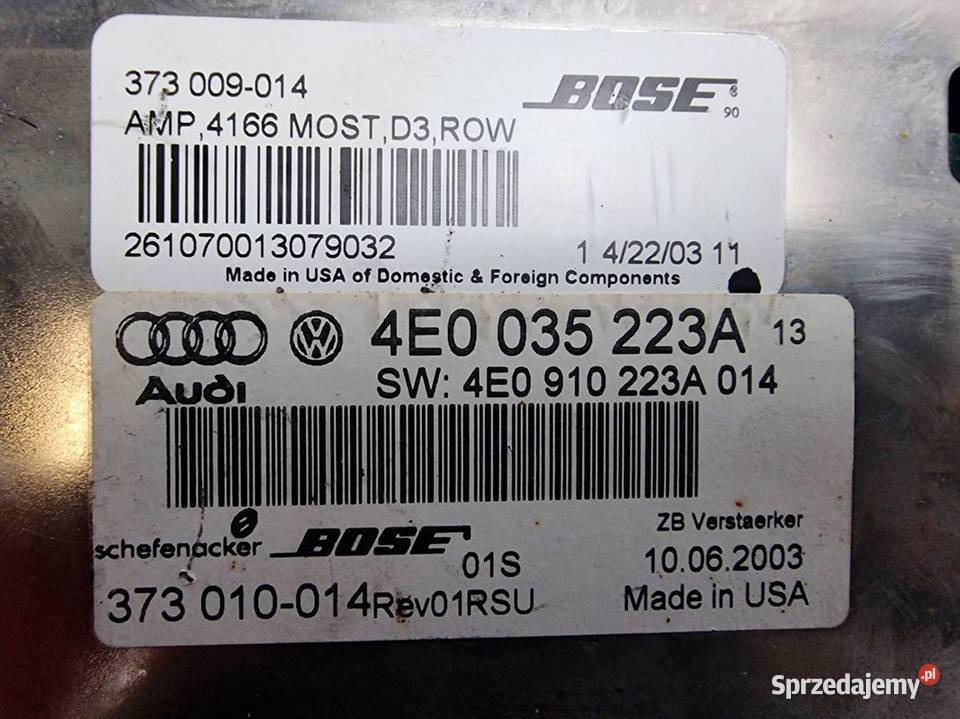 373 009-014
BOSE ® 90
AMP,4166 MOST,D3,ROW
261070013079032 1 4/22/03 11
Made in USA of Domestic & Foreign Components
4E0 035 223A 13
Audi
SW: 4E0 910 223A 014
ZB Verstaerker
schefenacker BOSE 01S 10.06.2003
373 010-014Rev01RSU Made in USA
Sprzedajemy.pl